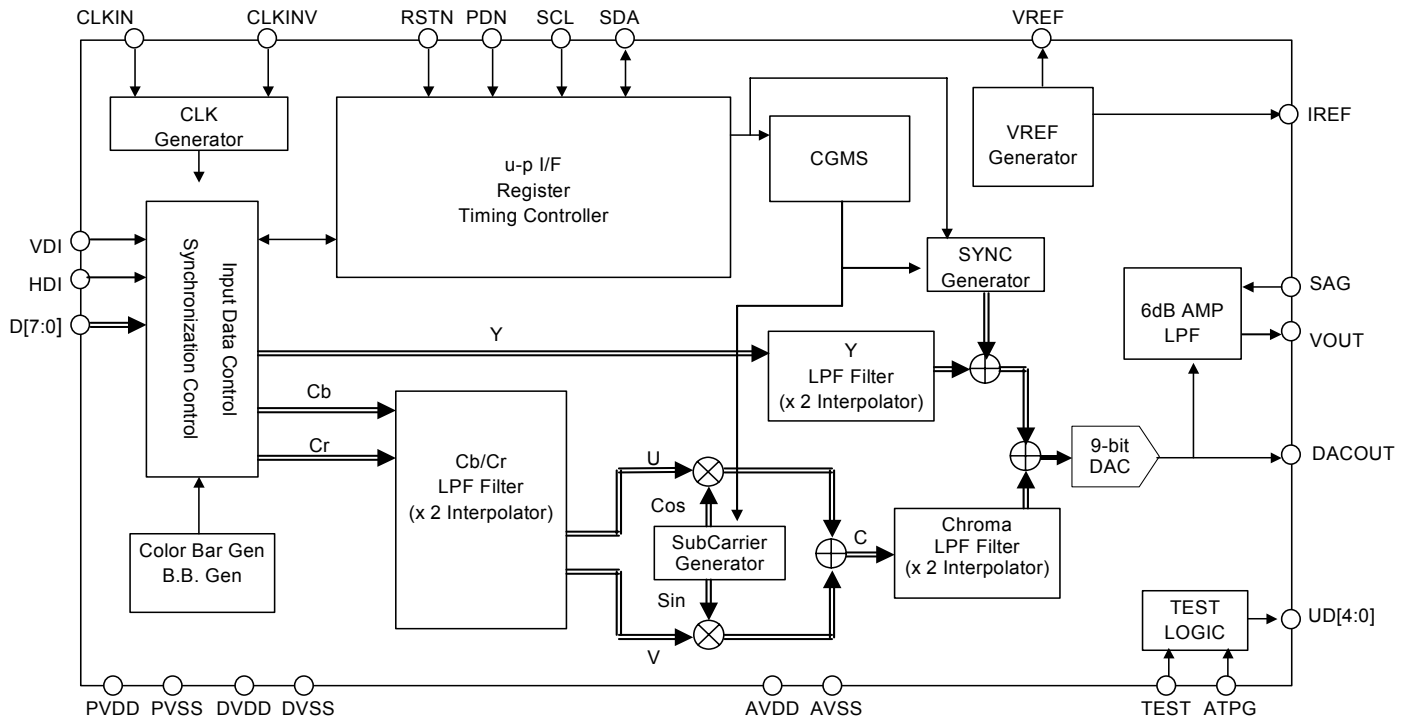 CLKIN
CLKINV
RSTN
PDN
SCL
SDA
VREF
CLK
Generator
u-p I/F
Register
Timing Controller
CGMS
VREF
Generator
IREF
VDI
HDI
D[7:0]
Input Data Control
Synchronization Control
SYNC
Generator
6dB AMP
LPF
SAG
VOUT
Y
Y
LPF Filter
(x 2 Interpolator)
Cb
Cr
Cb/Cr
LPF Filter
(x 2 Interpolator)
U
Cos
SubCarrier
Generator
Sin
V
C
Chroma
LPF Filter
(x 2 Interpolator)
9-bit
DAC
DACOUT
Color Bar Gen
B.B. Gen
TEST
LOGIC
UD[4:0]
PVDD
PVSS
DVDD
DVSS
AVDD
AVSS
TEST
ATPG